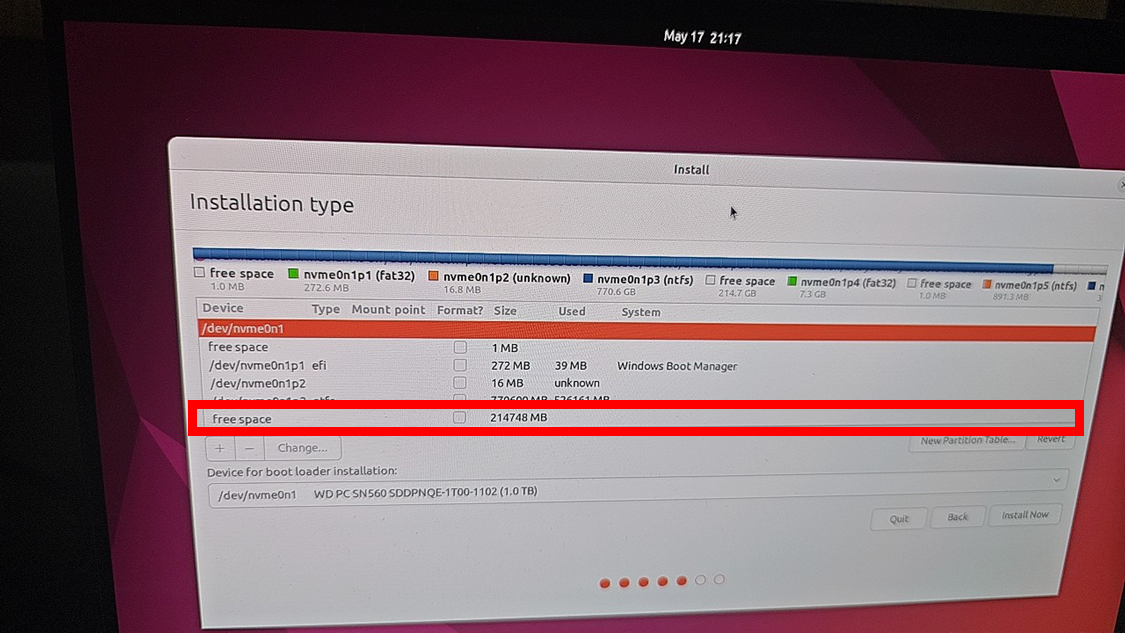 May 17 21:17
Install
Installation type
free space nvme0n1p1 (fat32) nvme0n1p2 (unknown) nvme0n1p3 (ntfs) free space nvme0n1p4 (fat32) free space nvme0n1p5 (ntfs) n
1.0 MB 272.6 MB 16.8 MB 770.6 GB 214.7 GB 7.3 GB 1.0 MB 891.3 MB 3
Device Type Mount point Format? Size Used System
/dev/nvme0n1
free space 1 MB
/dev/nvme0n1p1 efi 272 MB 39 MB Windows Boot Manager
/dev/nvme0n1p2 16 MB unknown
/dev/nvme0n1p3 ntfs 770600 MB 526161 MB
free space 214748 MB
+ − Change... New Partition Table... Revert
Device for boot loader installation:
/dev/nvme0n1 WD PC SN560 SDDPNQE-1T00-1102 (1.0 TB)
Quit Back Install Now